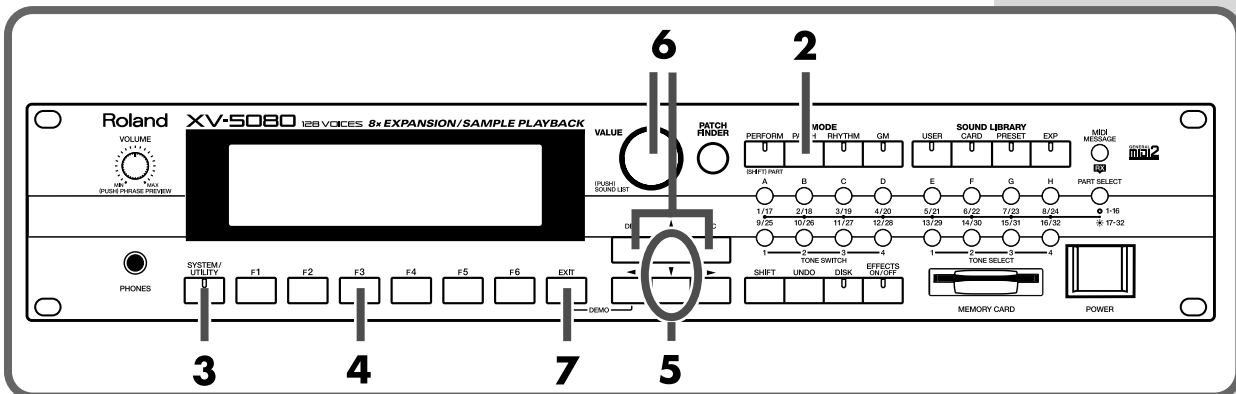 6
2
Roland XV-5080 128 VOICES 8x EXPANSION/SAMPLE PLAYBACK
VOLUME
MIN MAX
(PUSH) PHRASE PREVIEW
VALUE
(PUSH)
SOUND LIST
PATCH
FINDER
MODE
PERFORM RHYTHM GM
(SHIFT) PART
SOUND LIBRARY
USER CARD PRESET EXP
MIDI
MESSAGE
RX
GENERAL
MIDI2
A B C D E F G H PART SELECT
1/17 2/18 3/19 4/20 5/21 6/22 7/23 8/24 1-16
9/25 10/26 11/27 12/28 13/29 14/30 15/31 16/32 17-32
1 2 3 4 1 2 3 4
TONE SWITCH TONE SELECT
PHONES
SYSTEM/
UTILITY
F1 F2 F3 F4 F5 F6 EXIT
DEMO
SHIFT UNDO DISK EFFECTS
ON/OFF
MEMORY CARD
POWER
3 4 7 5